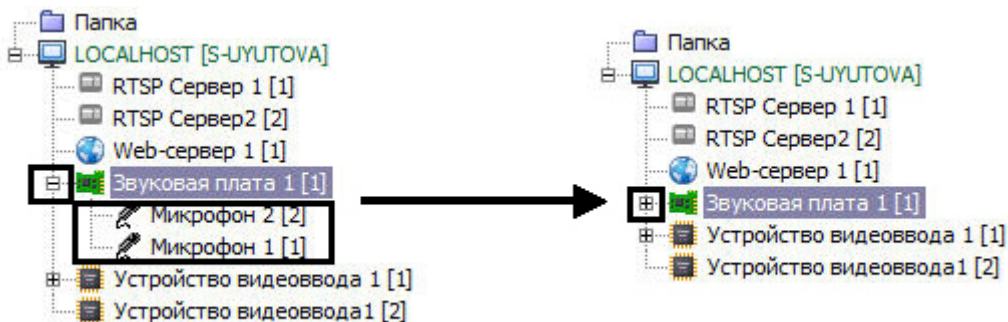 Папка
LOCALHOST [S-UYUTOVA]
RTSP Сервер 1 [1]
RTSP Сервер2 [2]
Web-сервер 1 [1]
Звуковая плата 1 [1]
Микрофон 2 [2]
Микрофон 1 [1]
Устройство видеоввода 1 [1]
Устройство видеоввода1 [2]
Папка
LOCALHOST [S-UYUTOVA]
RTSP Сервер 1 [1]
RTSP Сервер2 [2]
Web-сервер 1 [1]
Звуковая плата 1 [1]
Устройство видеоввода 1 [1]
Устройство видеоввода1 [2]